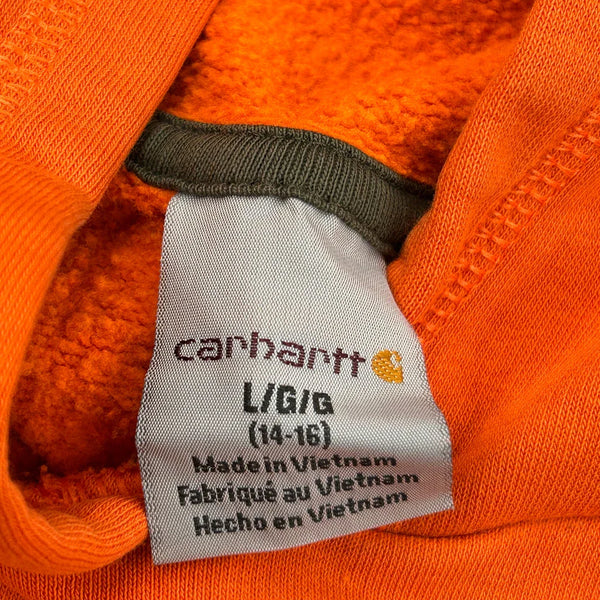 carhartt
L/G/G
(14-16)
Made in Vietnam
Fabriqué au Vietnam
Hecho en Vietnam